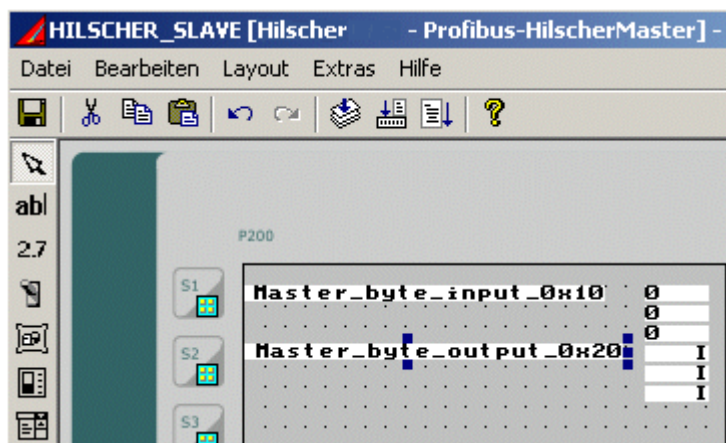 HILSCHER_SLAVE [Hilscher - Profibus-HilscherMaster] -
Datei Bearbeiten Layout Extras Hilfe
abl
2.7
P200
S1
Master_byte_input_0x10 0
0
0
S2
Master_byte_output_0x20 I
I
I
S3